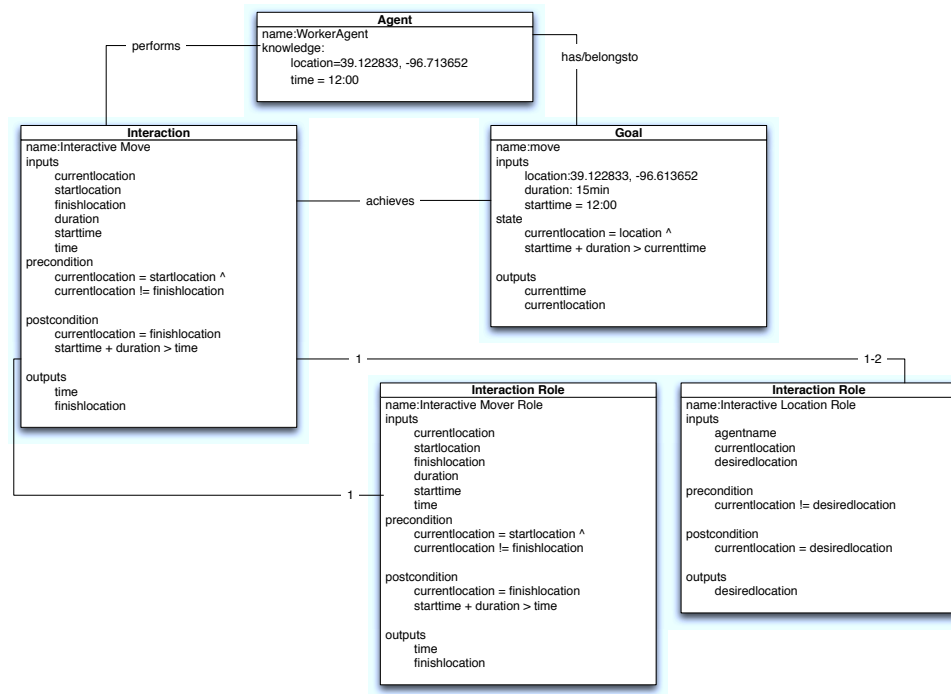 Agent
name:WorkerAgent
knowledge:
location=39.122833, -96.713652
time = 12:00
performs
has/belongsto
Interaction
name:Interactive Move
inputs
currentlocation
startlocation
finishlocation
duration
starttime
time
precondition
currentlocation = startlocation ^
currentlocation != finishlocation
postcondition
currentlocation = finishlocation
starttime + duration > time
outputs
time
finishlocation
achieves
Goal
name:move
inputs
location:39.122833, -96.613652
duration: 15min
starttime = 12:00
state
currentlocation = location ^
starttime + duration > currenttime
outputs
currenttime
currentlocation
1
1-2
1
Interaction Role
name:Interactive Mover Role
inputs
currentlocation
startlocation
finishlocation
duration
starttime
time
precondition
currentlocation = startlocation ^
currentlocation != finishlocation
postcondition
currentlocation = finishlocation
starttime + duration > time
outputs
time
finishlocation
Interaction Role
name:Interactive Location Role
inputs
agentname
currentlocation
desiredlocation
precondition
currentlocation != desiredlocation
postcondition
currentlocation = desiredlocation
outputs
desiredlocation